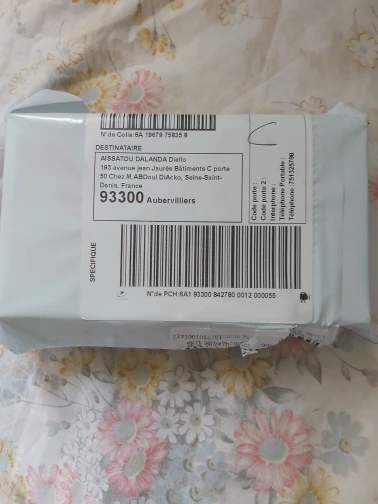 N°de Colis:6A 19679 75825 8
DESTINATAIRE
AISSATOU DALANDA Diallo
193 avenue jean Jaurès Bâtiments C porte
50 Chez M ABDoul DiAcko, Seine-Saint-
Denis, France
93300 Aubervilliers
SPECIFIQUE
N°de PCH:6A1 93300 842780 0012 000055
C
Code porte :
Code porte 2 :
Interphone :
Téléphone Portable :
Téléphone :751325798